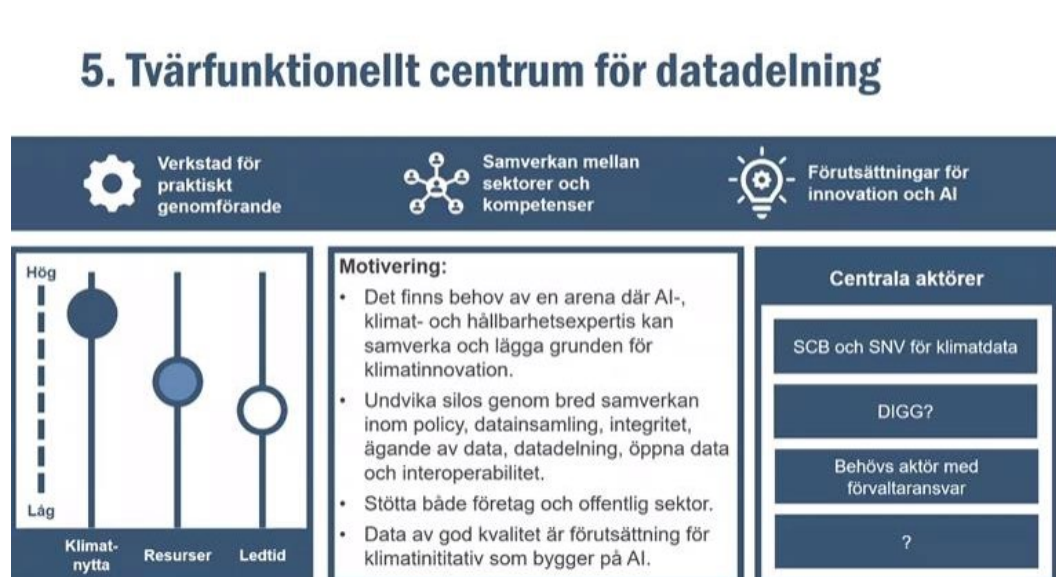 5. Tvärfunktionellt centrum för datadelning
Verkstad för
praktiskt
genomförande
Samverkan mellan
sektorer och
kompetenser
Förutsättningar för
innovation och AI
Hög
Låg
Klimat-
nytta
Resurser
Ledtid
Motivering:
• Det finns behov av en arena där AI-,
klimat- och hållbarhetsexpertis kan
samverka och lägga grunden för
klimatinnovation.
• Undvika silos genom bred samverkan
inom policy, datainsamling, integritet,
ägande av data, datadelning, öppna data
och interoperabilitet.
• Stötta både företag och offentlig sektor.
• Data av god kvalitet är förutsättning för
klimatinititativ som bygger på AI.
Centrala aktörer
SCB och SNV för klimatdata
DIGG?
Behövs aktör med
förvaltaransvar
?